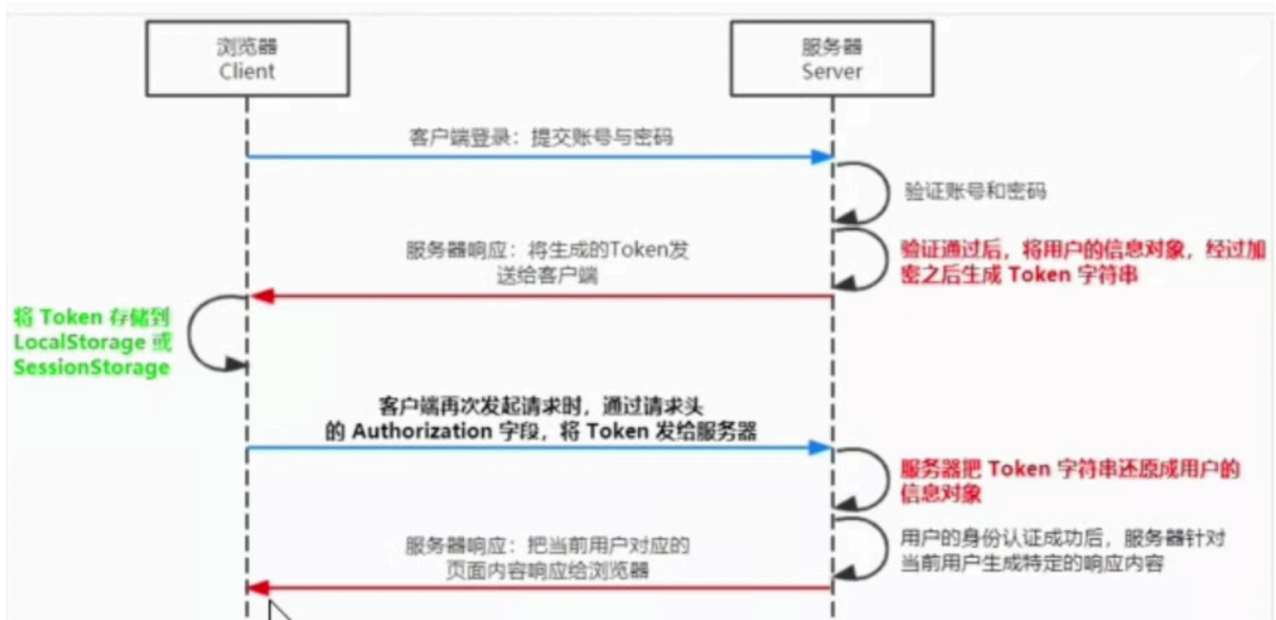 浏览器
Client
服务器
Server
客户端登录：提交账号与密码
验证账号和密码
验证通过后，将用户的信息对象，经过加
密之后生成 Token 字符串
服务器响应：将生成的Token发
送给客户端
将 Token 存储到
LocalStorage 或
SessionStorage
客户端再次发起请求时，通过请求头
的 Authorization 字段，将 Token 发给服务器
服务器把 Token 字符串还原成用户的
信息对象
用户的身份认证成功后，服务器针对
当前用户生成特定的响应内容
服务器响应：把当前用户对应的
页面内容响应给浏览器